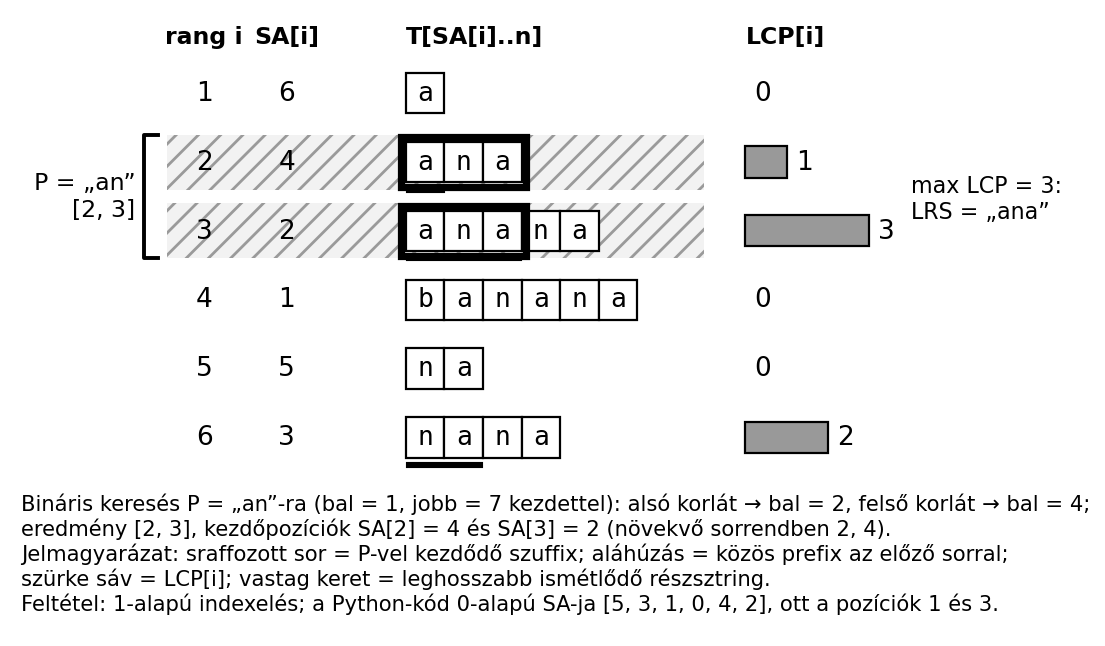 rang i SA[i] T[SA[i]..n] LCP[i]
1 6 a 0
2 4 a n a 1
3 2 a n a n a 3
P = „an”
[2, 3]
max LCP = 3:
LRS = „ana”
4 1 b a n a n a 0
5 5 n a 0
6 3 n a n a 2
Bináris keresés P = „an”-ra (bal = 1, jobb = 7 kezdettel): alsó korlát → bal = 2, felső korlát → bal = 4;
eredmény [2, 3], kezdőpozíciók SA[2] = 4 és SA[3] = 2 (növekvő sorrendben 2, 4).
Jelmagyarázat: sraffozott sor = P-vel kezdődő szuffix; aláhúzás = közös prefix az előző sorral;
szürke sáv = LCP[i]; vastag keret = leghosszabb ismétlődő részsztring.
Feltétel: 1-alapú indexelés; a Python-kód 0-alapú SA-ja [5, 3, 1, 0, 4, 2], ott a pozíciók 1 és 3.